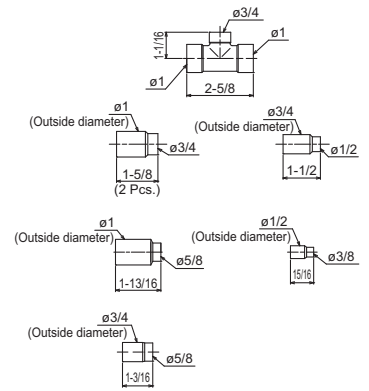 ø3/4
1-1/16
ø1
ø1
2-5/8
ø1
(Outside diameter)
ø3/4
1-5/8
(2 Pcs.)
ø3/4
(Outside diameter)
ø1/2
1-1/2
ø1
(Outside diameter)
ø5/8
1-13/16
ø1/2
(Outside diameter)
ø3/8
15/16
ø3/4
(Outside diameter)
ø5/8
1-3/16